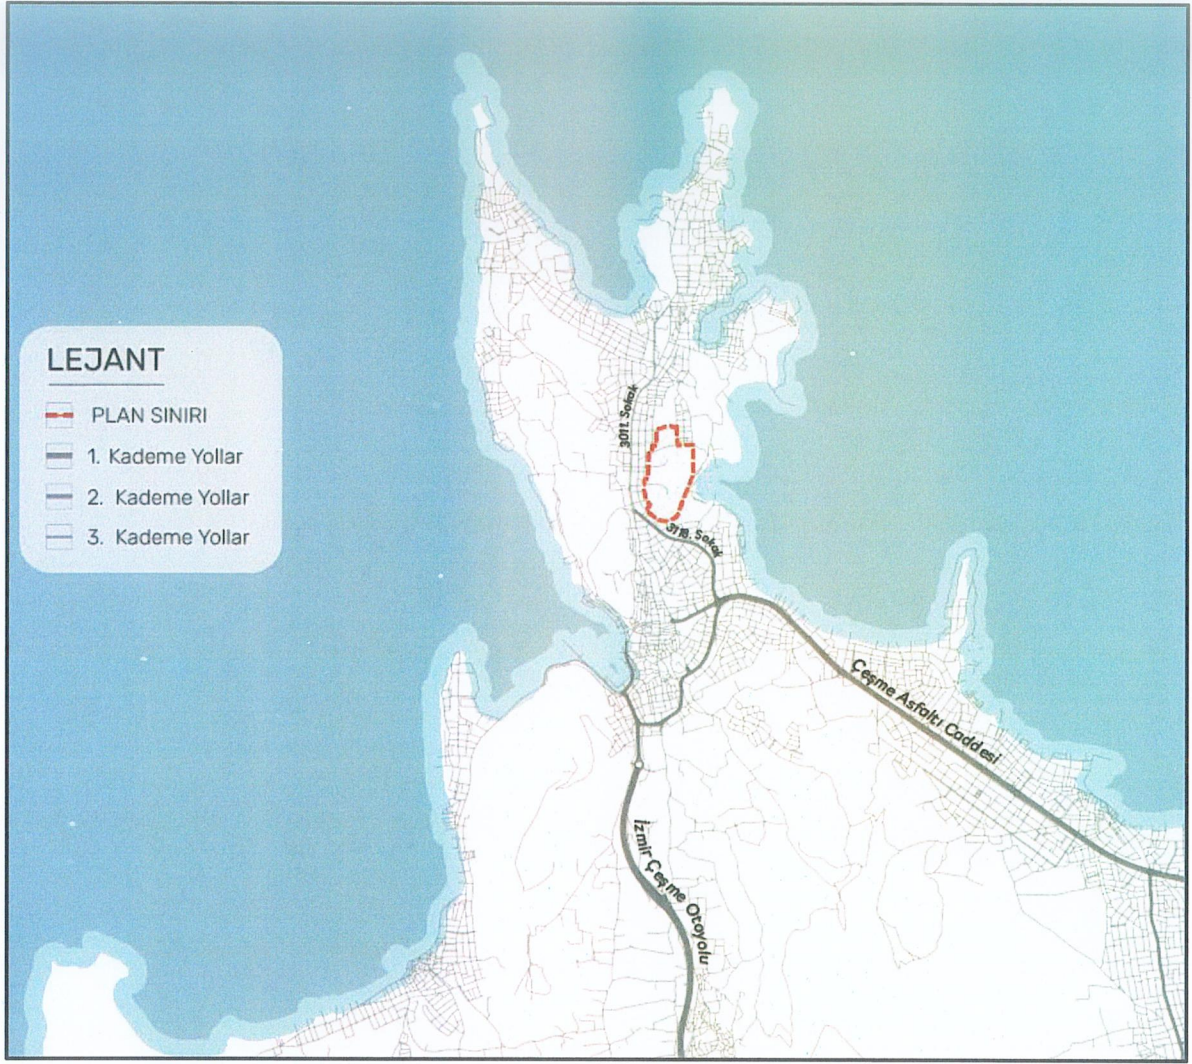 LEJANT
PLAN SINIRI
1. Kademe Yollar
2. Kademe Yollar
3. Kademe Yollar
3011. Sokak
3118. Sokak
Çeşme Asfaltı Caddesi
İzmir Çeşme Otoyolu